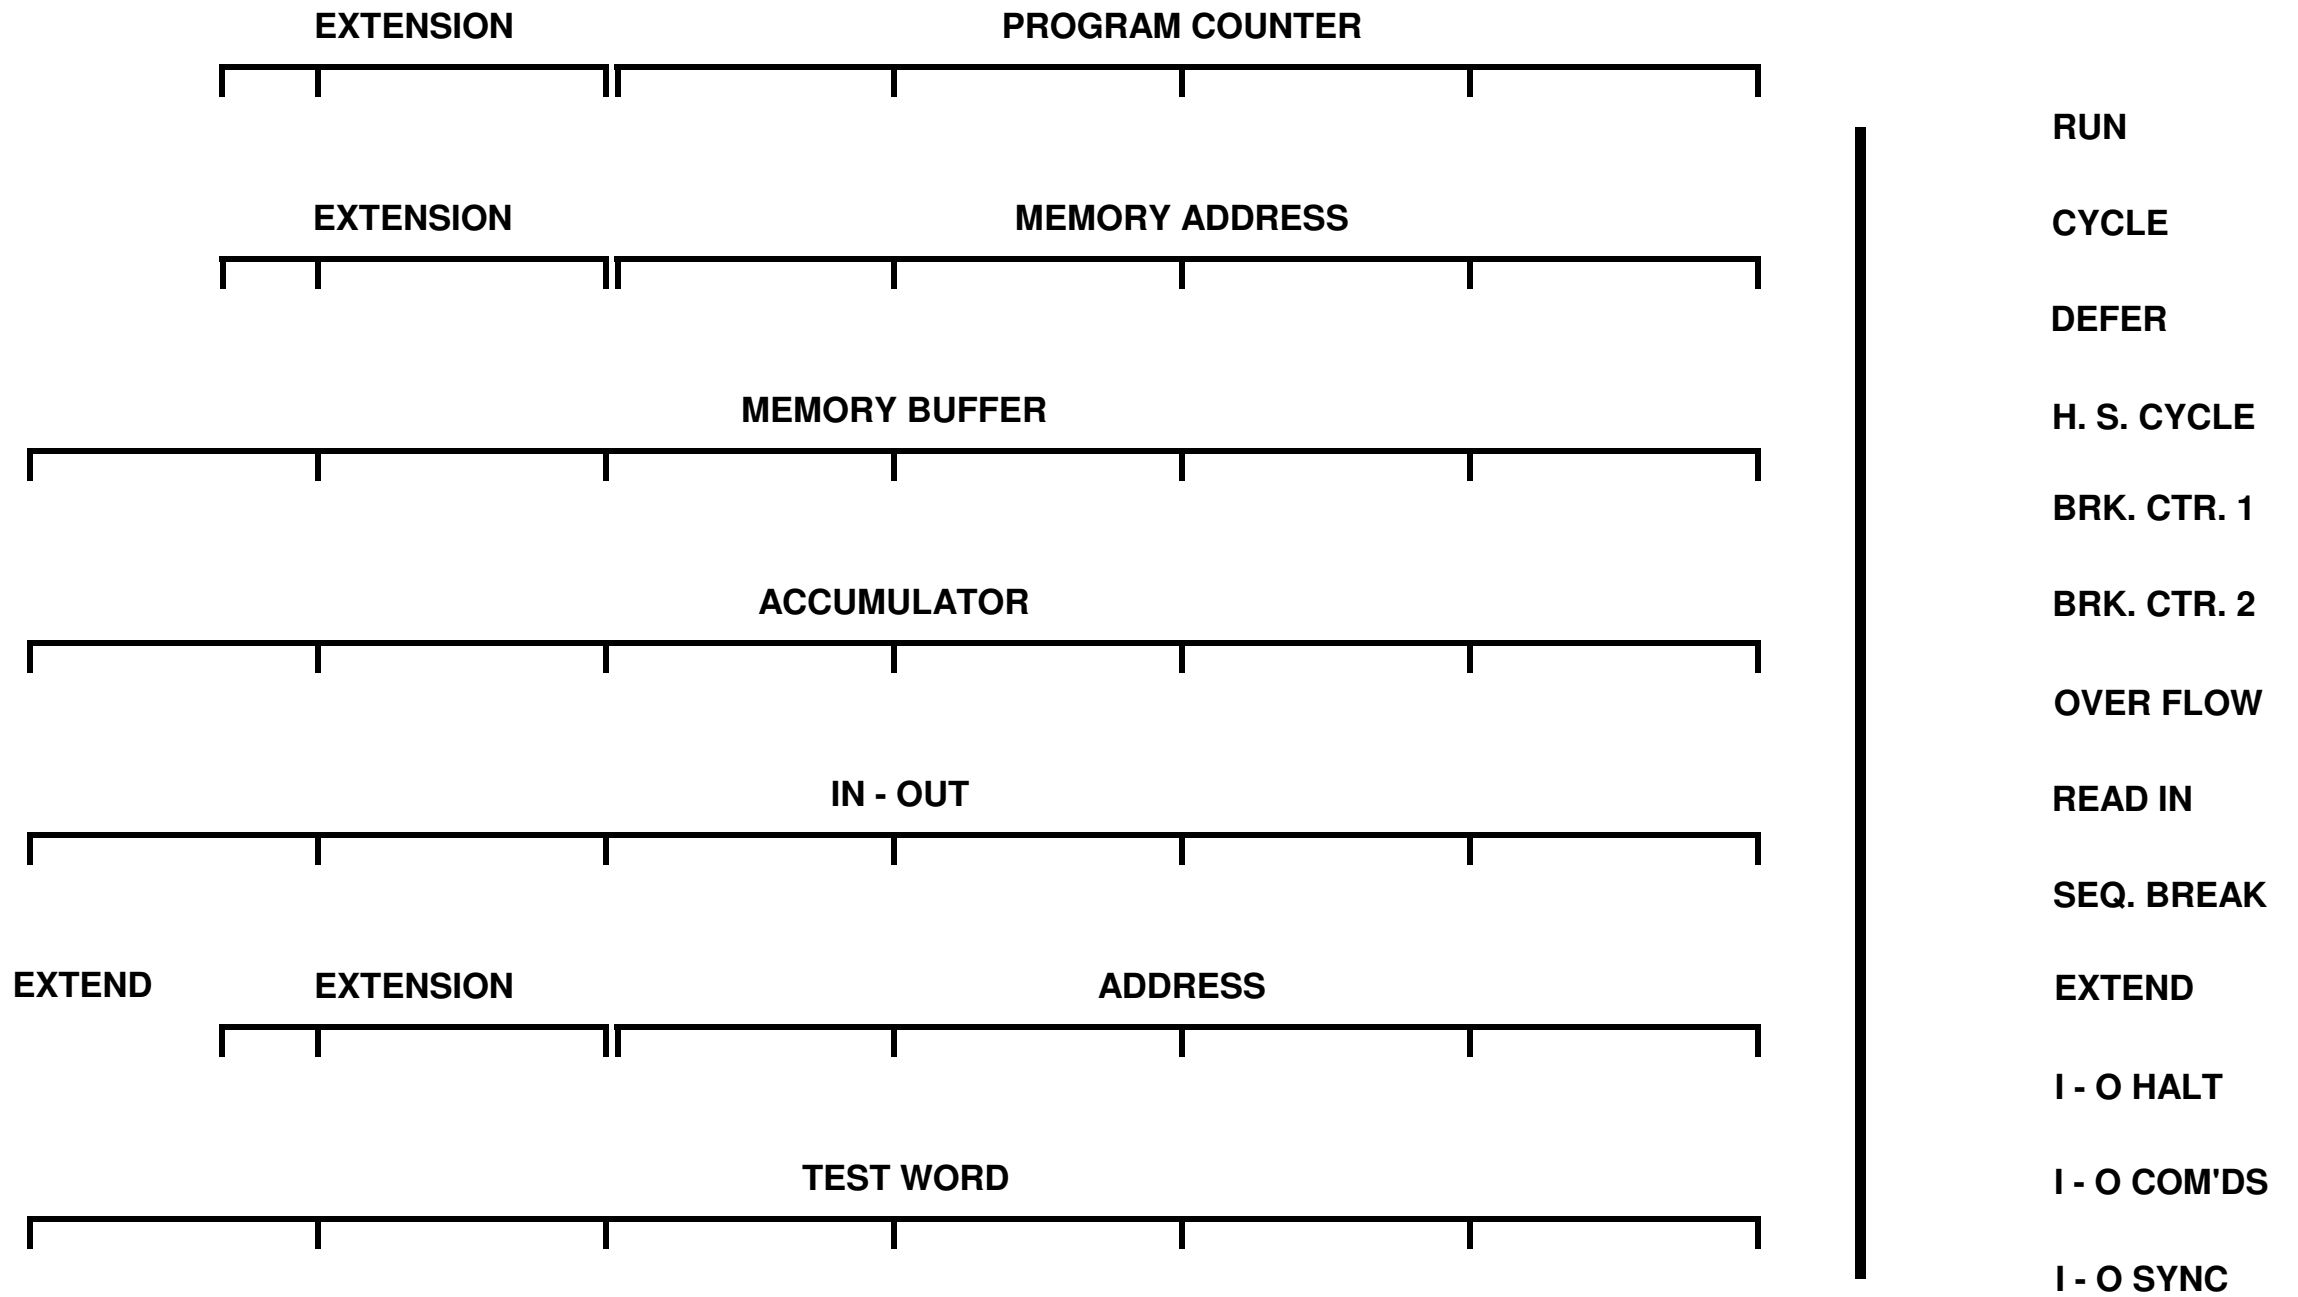 EXTENSION PROGRAM COUNTER
RUN
EXTENSION MEMORY ADDRESS
CYCLE
DEFER
MEMORY BUFFER
H. S. CYCLE
BRK. CTR. 1
ACCUMULATOR
BRK. CTR. 2
OVER FLOW
IN - OUT
READ IN
SEQ. BREAK
EXTEND EXTENSION ADDRESS
EXTEND
I - O HALT
TEST WORD
I - O COM'DS
I - O SYNC